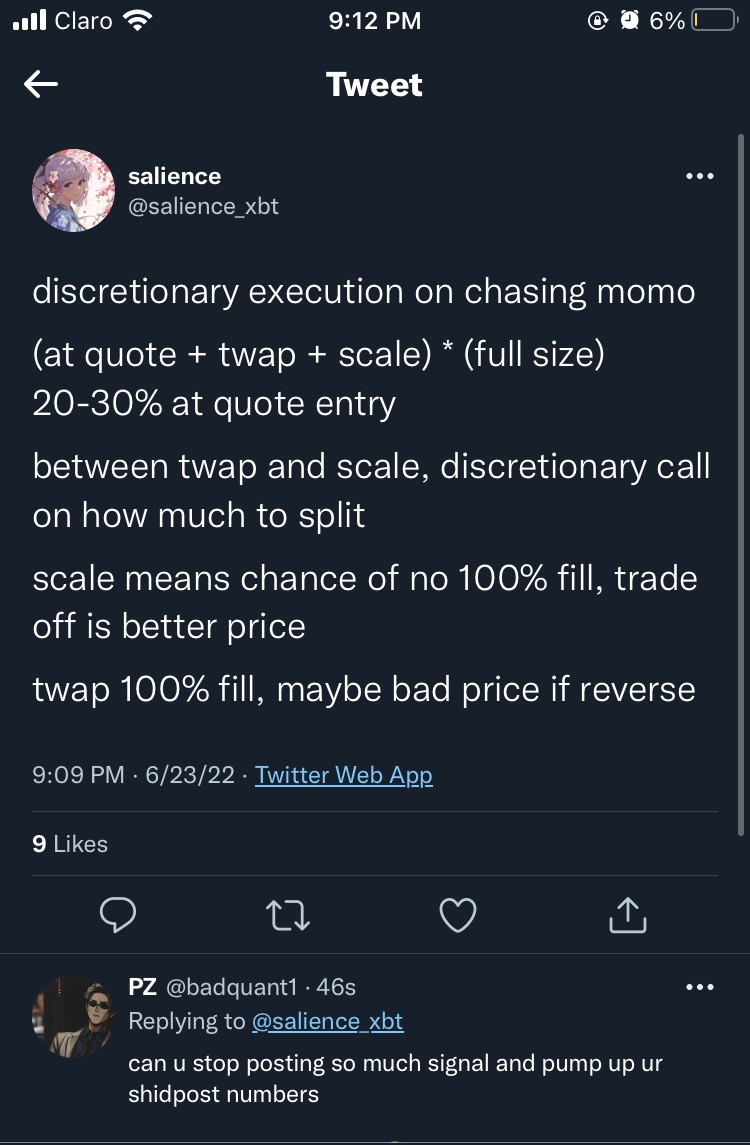 Claro 9:12 PM 6%
Tweet
salience
@salience_xbt
discretionary execution on chasing momo
(at quote + twap + scale) * (full size)
20-30% at quote entry
between twap and scale, discretionary call
on how much to split
scale means chance of no 100% fill, trade
off is better price
twap 100% fill, maybe bad price if reverse
9:09 PM · 6/23/22 · Twitter Web App
9 Likes
PZ @badquant1 · 46s
Replying to @salience_xbt
can u stop posting so much signal and pump up ur
shidpost numbers